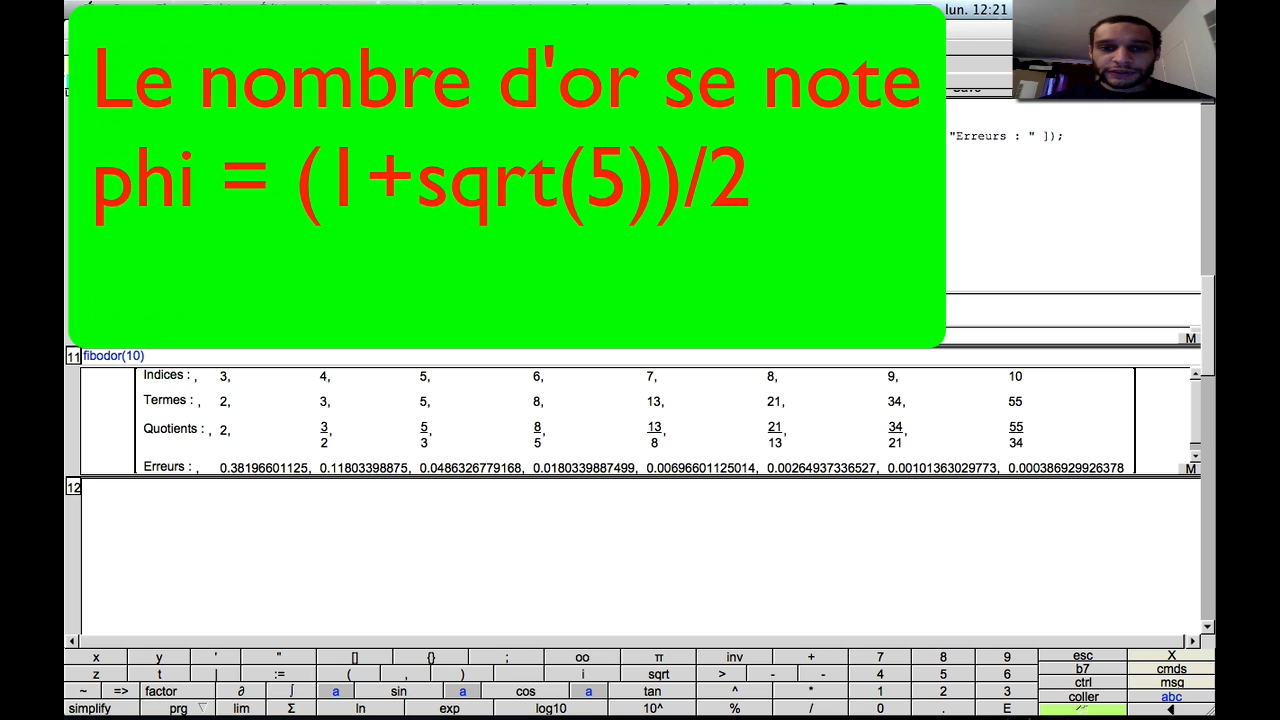 lun. 12:21
Le nombre d'or se note
phi = (1+sqrt(5))/2
"Erreurs : " ]);
M
11 fibodor(10)
Indices : , 3, 4, 5, 6, 7, 8, 9, 10
Termes : , 2, 3, 5, 8, 13, 21, 34, 55
Quotients : , 2, 3/2, 5/3, 8/5, 13/8, 21/13, 34/21, 55/34
Erreurs : , 0.38196601125, 0.11803398875, 0.0486326779168, 0.0180339887499, 0.00696601125014, 0.00264937336527, 0.00101363029773, 0.000386929926378
M
12
x y ' " [] {} ; oo π inv + 7 8 9 esc X
z t | := ( , ) i sqrt > - - 4 5 6 b7 cmds
~ => factor ∂ ∫ a sin a cos a tan ^ * 1 2 3 ctrl msg
simplify prg lim Σ ln exp log10 10^ % / 0 . E coller abc